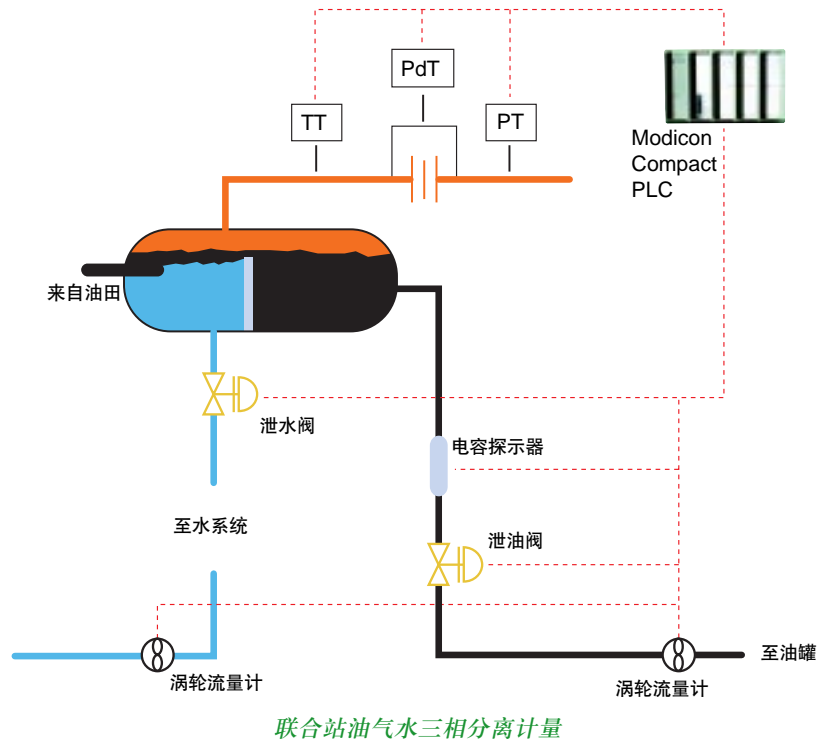 PdT
TT
PT
Modicon
Compact
PLC
来自油田
泄水阀
电容探示器
至水系统
泄油阀
至油罐
涡轮流量计
涡轮流量计
联合站油气水三相分离计量